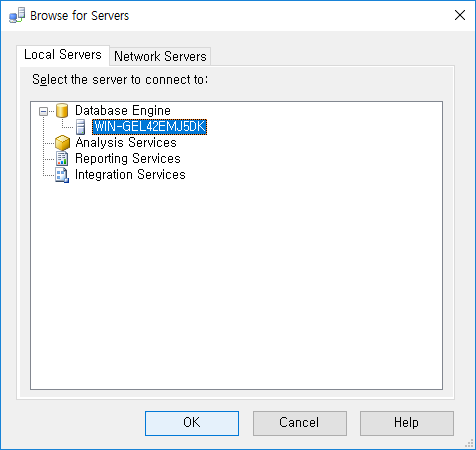 Browse for Servers
Local Servers
Network Servers
Select the server to connect to:
Database Engine
WIN-GEL42EMJ5DK
Analysis Services
Reporting Services
Integration Services
OK
Cancel
Help